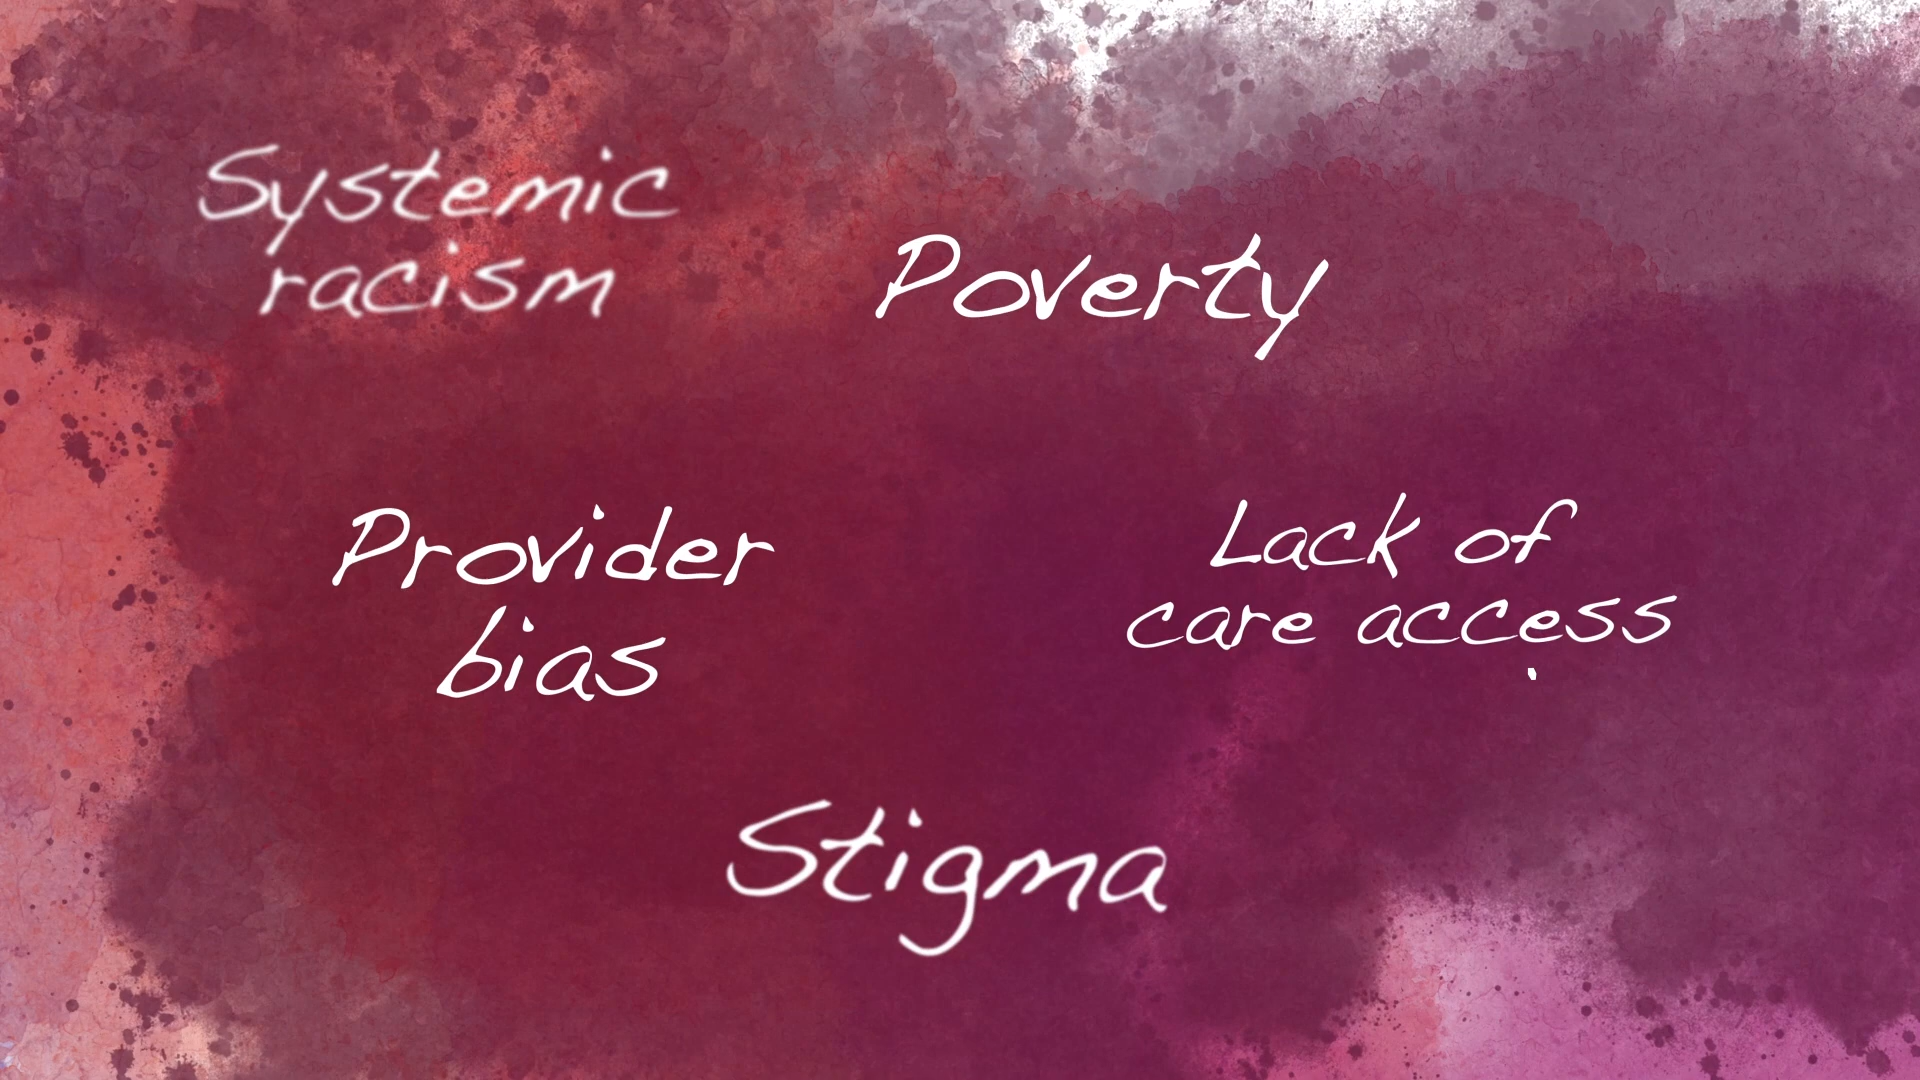 Systemic
racism
Poverty
Provider
bias
Lack of
care access
Stigma